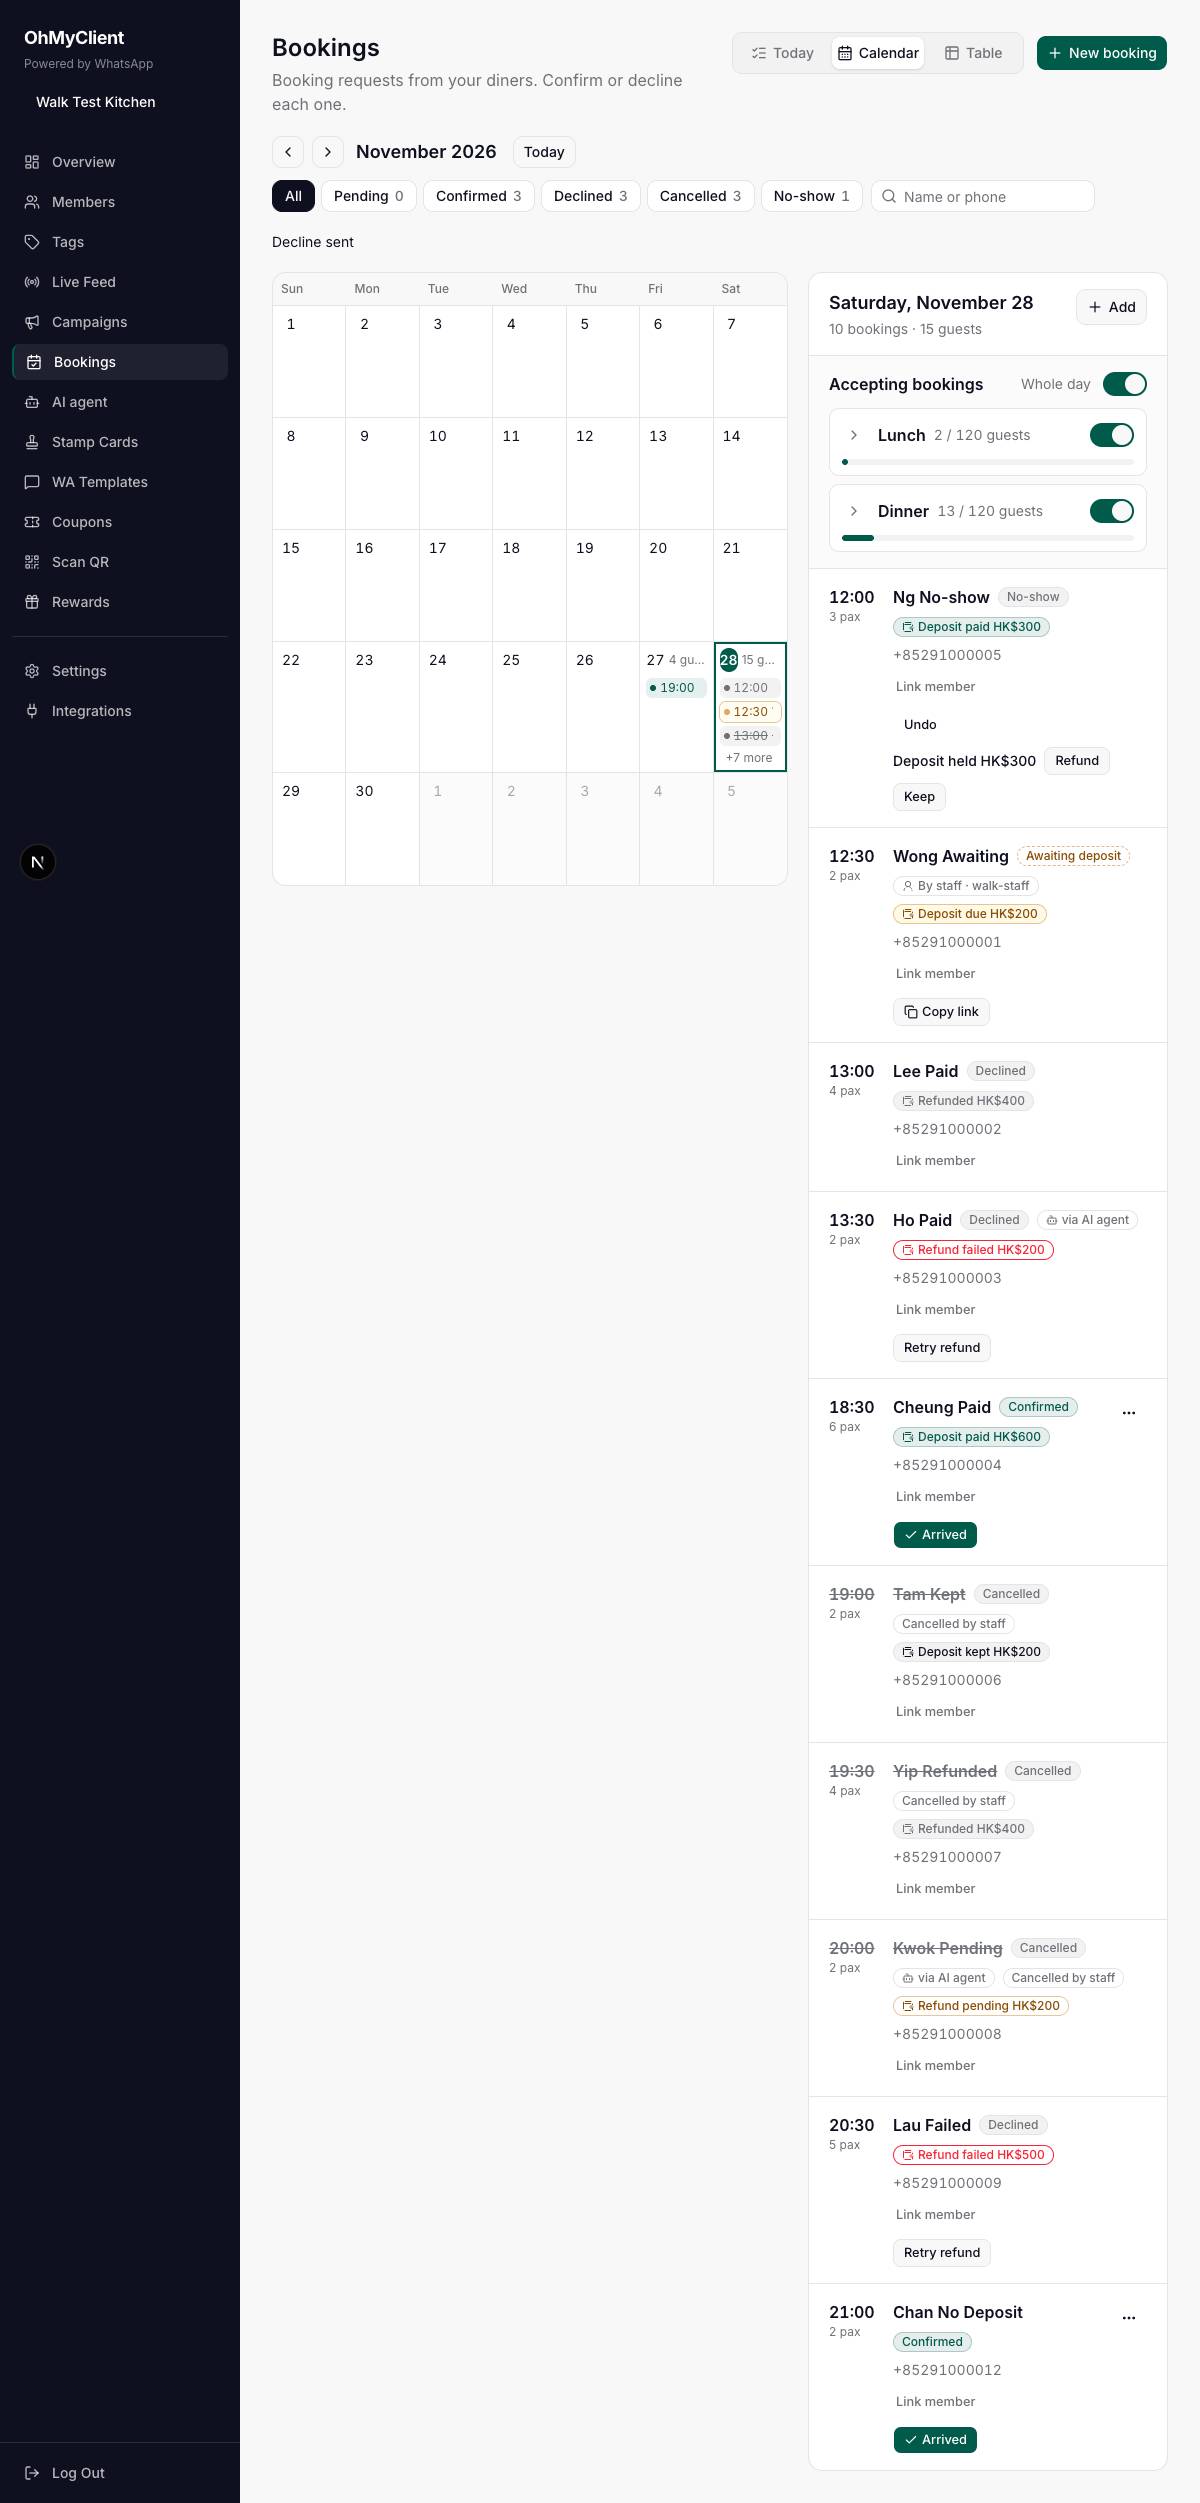 OhMyClient
Powered by WhatsApp
Walk Test Kitchen
Overview
Members
Tags
Live Feed
Campaigns
Bookings
AI agent
Stamp Cards
WA Templates
Coupons
Scan QR
Rewards
Settings
Integrations
N
Log Out
Bookings
Booking requests from your diners. Confirm or decline
each one.
Today Calendar Table
New booking
November 2026 Today
All Pending 0 Confirmed 3 Declined 3 Cancelled 3 No-show 1 Name or phone
Decline sent
Sun Mon Tue Wed Thu Fri Sat
1 2 3 4 5 6 7
8 9 10 11 12 13 14
15 16 17 18 19 20 21
22 23 24 25 26 27 4 gu... 28 15 g...
19:00 12:00
12:30
13:00
+7 more
29 30 1 2 3 4 5
Saturday, November 28
10 bookings · 15 guests
Add
Accepting bookings Whole day
Lunch 2 / 120 guests
Dinner 13 / 120 guests
12:00 Ng No-show No-show
3 pax
Deposit paid HK$300
+85291000005
Link member
Undo
Deposit held HK$300 Refund
Keep
12:30 Wong Awaiting Awaiting deposit
2 pax
By staff · walk-staff
Deposit due HK$200
+85291000001
Link member
Copy link
13:00 Lee Paid Declined
4 pax
Refunded HK$400
+85291000002
Link member
13:30 Ho Paid Declined via AI agent
2 pax
Refund failed HK$200
+85291000003
Link member
Retry refund
18:30 Cheung Paid Confirmed ...
6 pax
Deposit paid HK$600
+85291000004
Link member
Arrived
19:00 Tam Kept Cancelled
2 pax
Cancelled by staff
Deposit kept HK$200
+85291000006
Link member
19:30 Yip Refunded Cancelled
4 pax
Cancelled by staff
Refunded HK$400
+85291000007
Link member
20:00 Kwok Pending Cancelled
2 pax
via AI agent Cancelled by staff
Refund pending HK$200
+85291000008
Link member
20:30 Lau Failed Declined
5 pax
Refund failed HK$500
+85291000009
Link member
Retry refund
21:00 Chan No Deposit ...
2 pax
Confirmed
+85291000012
Link member
Arrived